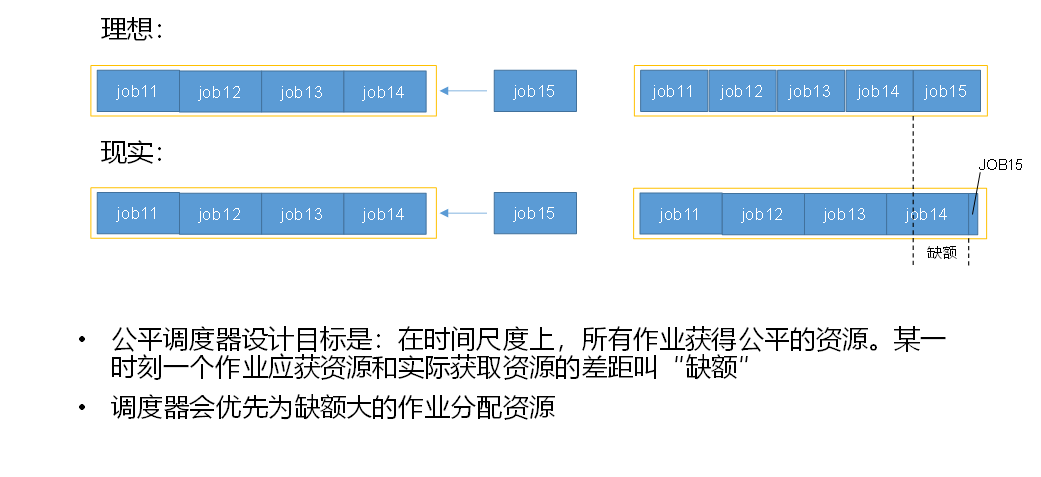 理想：
job11 job12 job13 job14 job15 job11 job12 job13 job14 job15
现实：
JOB15
job11 job12 job13 job14 job15 job11 job12 job13 job14
缺额
• 公平调度器设计目标是：在时间尺度上，所有作业获得公平的资源。某一
时刻一个作业应获资源和实际获取资源的差距叫“缺额”
• 调度器会优先为缺额大的作业分配资源